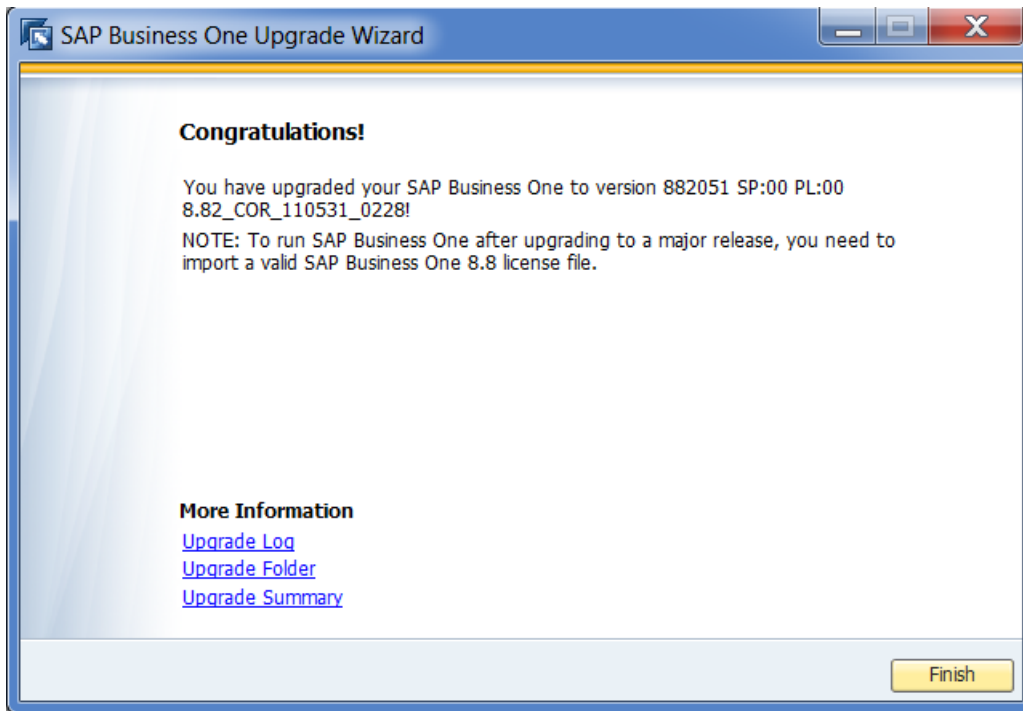 SAP Business One Upgrade Wizard
Congratulations!
You have upgraded your SAP Business One to version 882051 SP:00 PL:00
8.82_COR_110531_0228!
NOTE: To run SAP Business One after upgrading to a major release, you need to
import a valid SAP Business One 8.8 license file.
More Information
Upgrade Log
Upgrade Folder
Upgrade Summary
Finish